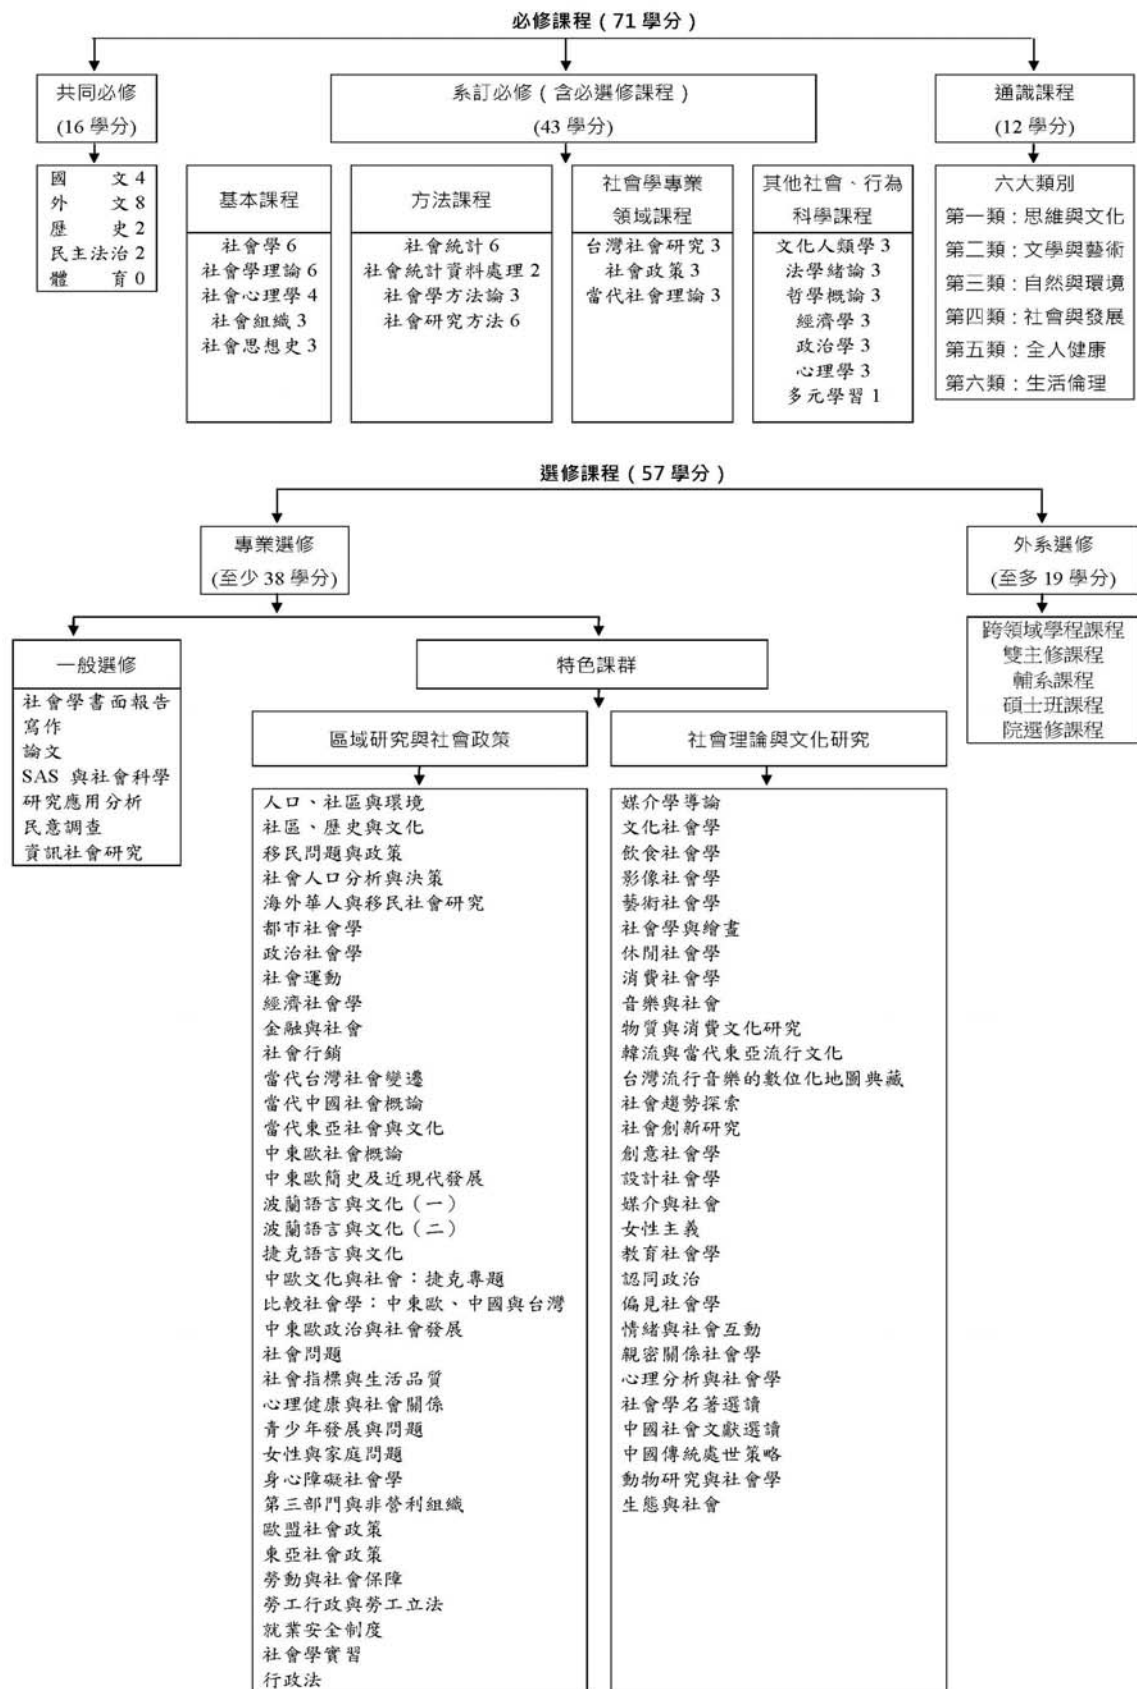 必修課程（71 學分）
共同必修
(16 學分)
國 文 4
外 文 8
歷 史 2
民主法治 2
體 育 0
系訂必修（含必選修課程）
(43 學分)
基本課程
社會學 6
社會學理論 6
社會心理學 4
社會組織 3
社會思想史 3
方法課程
社會統計 6
社會統計資料處理 2
社會學方法論 3
社會研究方法 6
社會學專業
領域課程
台灣社會研究 3
社會政策 3
當代社會理論 3
其他社會、行為
科學課程
文化人類學 3
法學緒論 3
哲學概論 3
經濟學 3
政治學 3
心理學 3
多元學習 1
通識課程
(12 學分)
六大類別
第一類：思維與文化
第二類：文學與藝術
第三類：自然與環境
第四類：社會與發展
第五類：全人健康
第六類：生活倫理
選修課程（57 學分）
專業選修
(至少 38 學分)
一般選修
社會學書面報告
寫作
論文
SAS 與社會科學
研究應用分析
民意調查
資訊社會研究
特色課群
區域研究與社會政策
人口、社區與環境
社區、歷史與文化
移民問題與政策
社會人口分析與決策
海外華人與移民社會研究
都市社會學
政治社會學
社會運動
經濟社會學
金融與社會
社會行銷
當代台灣社會變遷
當代中國社會概論
當代東亞社會與文化
中東歐社會概論
中東歐簡史及近現代發展
波蘭語言與文化（一）
波蘭語言與文化（二）
捷克語言與文化
中歐文化與社會：捷克專題
比較社會學：中東歐、中國與台灣
中東歐政治與社會發展
社會問題
社會指標與生活品質
心理健康與社會關係
青少年發展與問題
女性與家庭問題
身心障礙社會學
第三部門與非營利組織
歐盟社會政策
東亞社會政策
勞動與社會保障
勞工行政與勞工立法
就業安全制度
社會學實習
行政法
社會理論與文化研究
媒介學導論
文化社會學
飲食社會學
影像社會學
藝術社會學
社會學與繪畫
休閒社會學
消費社會學
音樂與社會
物質與消費文化研究
韓流與當代東亞流行文化
台灣流行音樂的數位化地圖典藏
社會趨勢探索
社會創新研究
創意社會學
設計社會學
媒介與社會
女性主義
教育社會學
認同政治
偏見社會學
情緒與社會互動
親密關係社會學
心理分析與社會學
社會學名著選讀
中國社會文獻選讀
中國傳統處世策略
動物研究與社會學
生態與社會
外系選修
(至多 19 學分)
跨領域學程課程
雙主修課程
輔系課程
碩士班課程
院選修課程